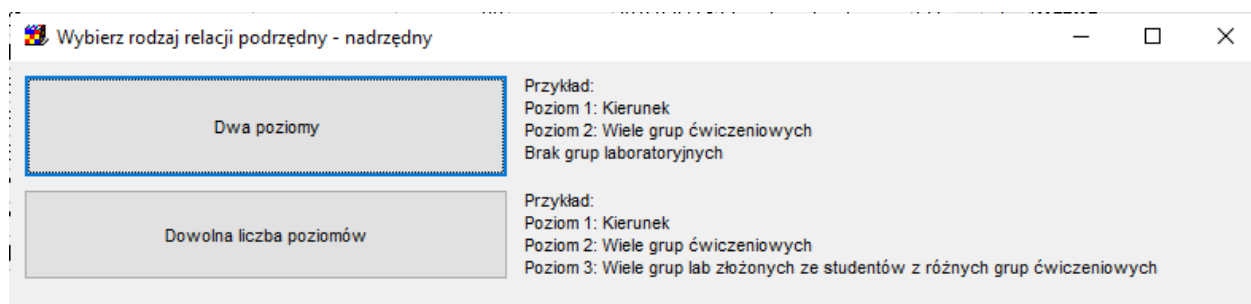 Wybierz rodzaj relacji podrzędny - nadrzędny
Dwa poziomy
Przykład:
Poziom 1: Kierunek
Poziom 2: Wiele grup ćwiczeniowych
Brak grup laboratoryjnych
Dowolna liczba poziomów
Przykład:
Poziom 1: Kierunek
Poziom 2: Wiele grup ćwiczeniowych
Poziom 3: Wiele grup lab złożonych ze studentów z różnych grup ćwiczeniowych